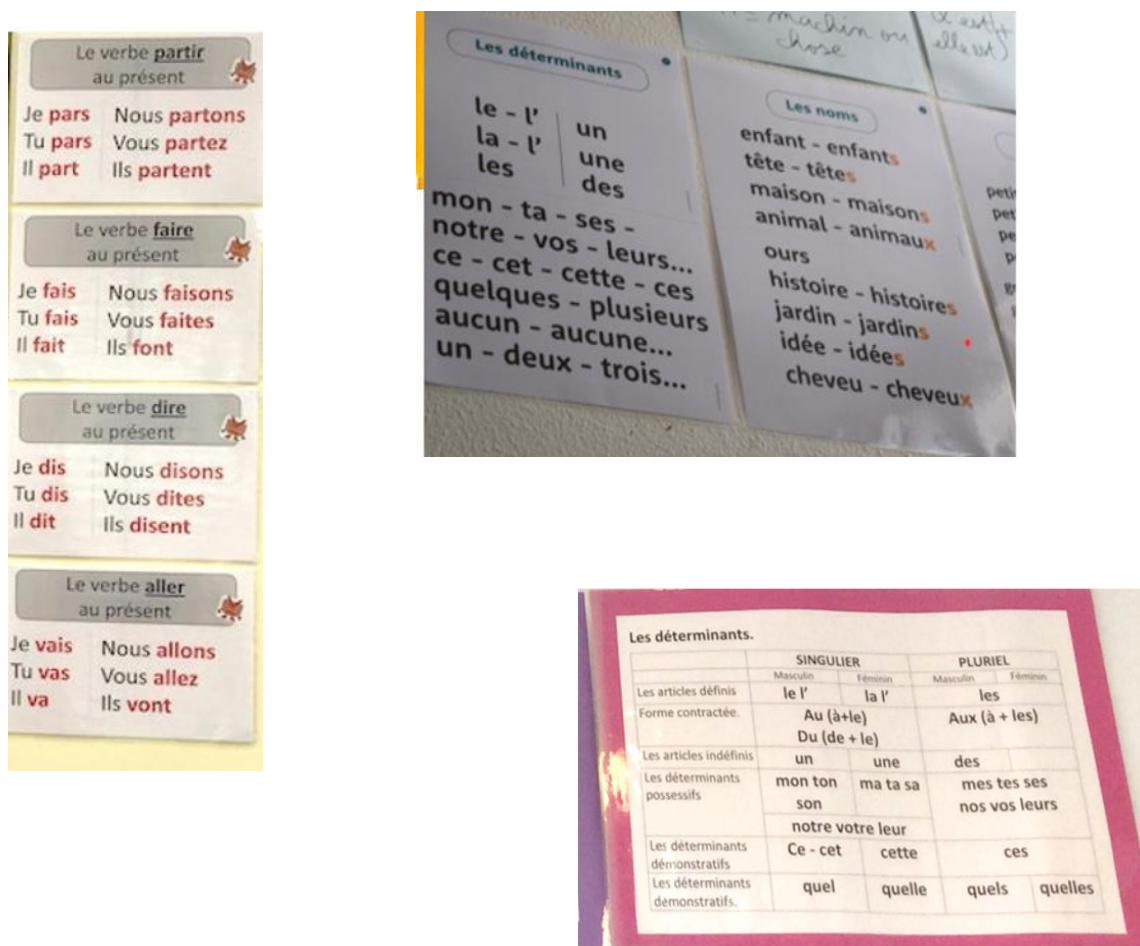 Le verbe partir
au présent
Je pars Nous partons
Tu pars Vous partez
Il part Ils partent
Le verbe faire
au présent
Je fais Nous faisons
Tu fais Vous faites
Il fait Ils font
Le verbe dire
au présent
Je dis Nous disons
Tu dis Vous dites
Il dit Ils disent
Le verbe aller
au présent
Je vais Nous allons
Tu vas Vous allez
Il va Ils vont
machin ou
chose
elle est)
Les déterminants
le - l' un
la - l' une
les des
mon - ta - ses -
notre - vos - leurs...
ce - cet - cette - ces
quelques - plusieurs
aucun - aucune...
un - deux - trois...
Les noms
enfant - enfants
tête - têtes
maison - maisons
animal - animaux
ours
histoire - histoires
jardin - jardins
idée - idées
cheveu - cheveux
Les déterminants.
SINGULIER PLURIEL
Masculin Féminin Masculin Féminin
Les articles définis le l' la l' les
Forme contractée. Au (à+le) Aux (à + les)
Du (de + le)
Les articles indéfinis un une des
Les déterminants mon ton ma ta sa mes tes ses
possessifs son nos vos leurs
notre votre leur
Les déterminants Ce - cet cette ces
démonstratifs
Les déterminants quel quelle quels quelles
démonstratifs.